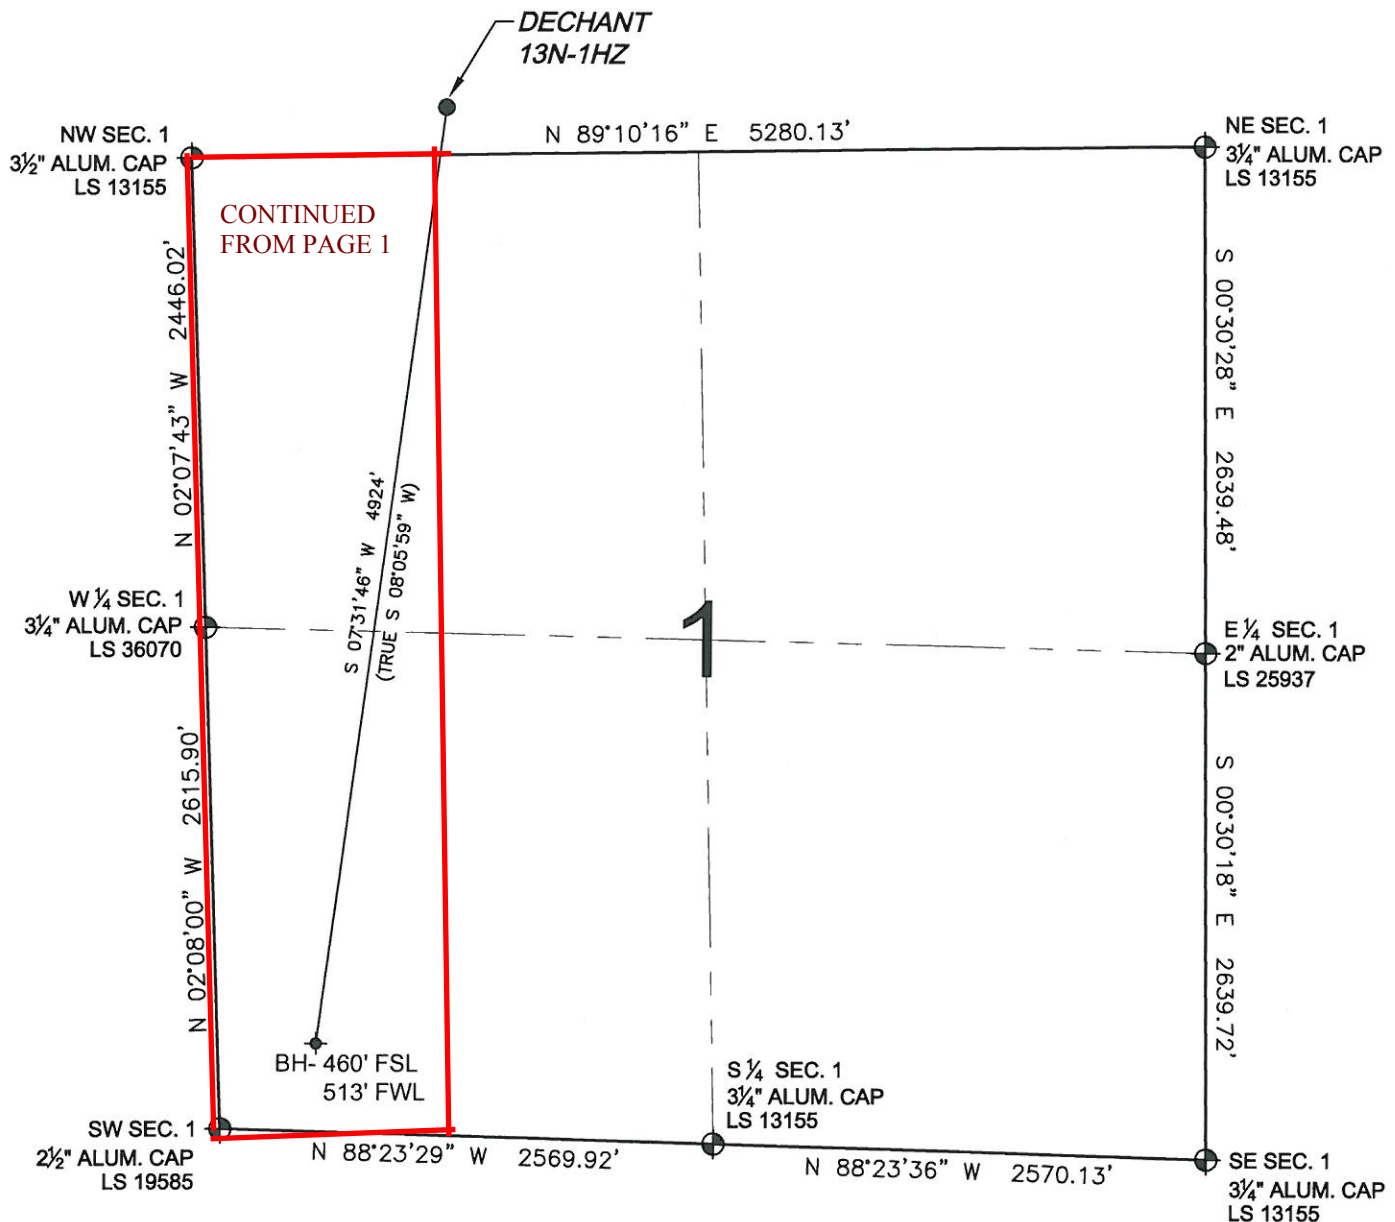 DECHANT
13N-1HZ
NW SEC. 1
3½" ALUM. CAP
LS 13155
N 89°10'16" E 5280.13'
NE SEC. 1
3¼" ALUM. CAP
LS 13155
CONTINUED
FROM PAGE 1
N 02°07'43" W 2446.02'
S 00°30'28" E 2639.48'
S 07°31'46" W 4924'
(TRUE S 08°05'59" W)
W ¼ SEC. 1
3¼" ALUM. CAP
LS 36070
1
E ¼ SEC. 1
2" ALUM. CAP
LS 25937
N 02°08'00" W 2615.90'
S 00°30'18" E 2639.72'
BH- 460' FSL
513' FWL
S ¼ SEC. 1
3¼" ALUM. CAP
LS 13155
SW SEC. 1
2½" ALUM. CAP
LS 19585
N 88°23'29" W 2569.92'
N 88°23'36" W 2570.13'
SE SEC. 1
3¼" ALUM. CAP
LS 13155